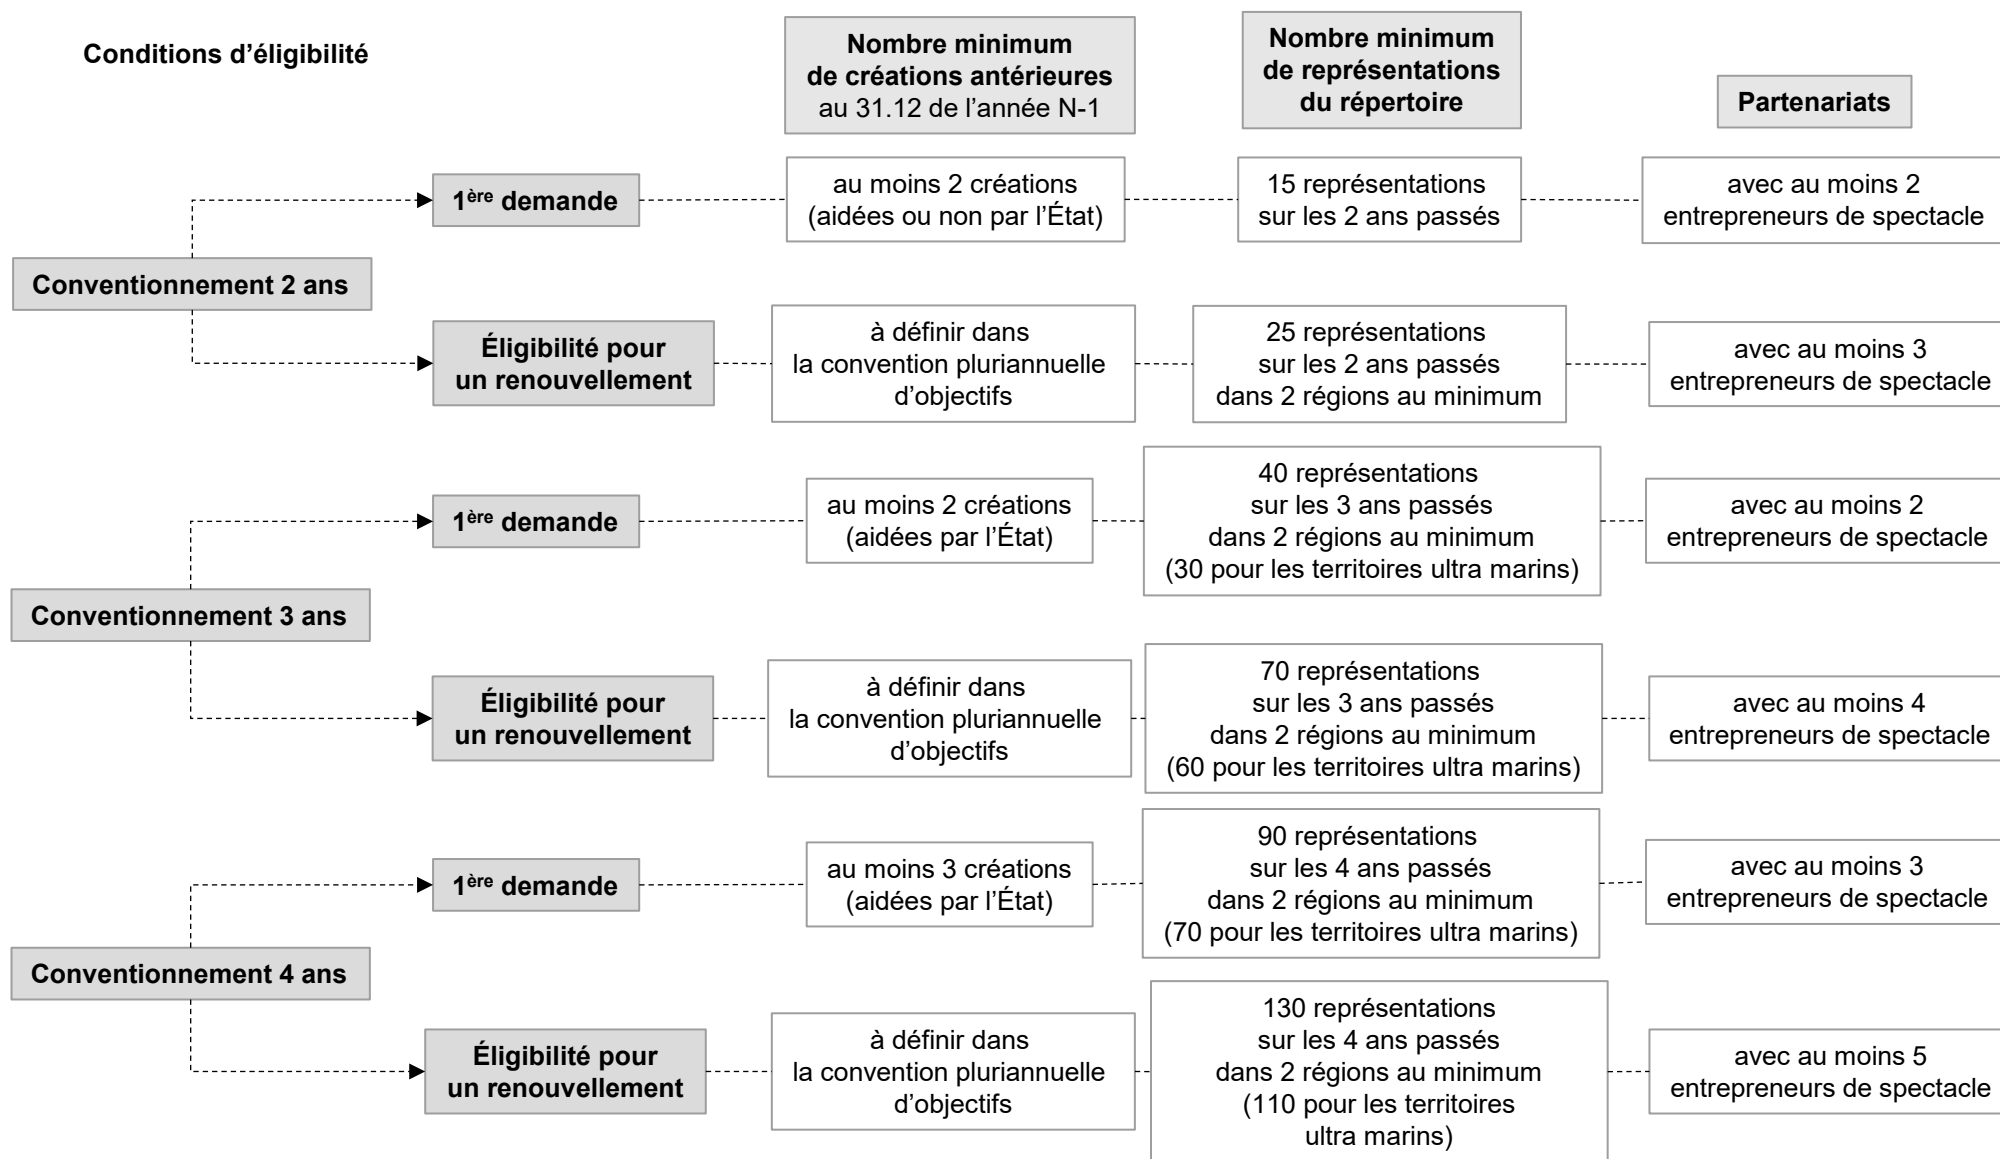 Conditions d'éligibilité
Nombre minimum
de créations antérieures
au 31.12 de l'année N-1
Nombre minimum
de représentations
du répertoire
Partenariats
Conventionnement 2 ans
1ère demande
au moins 2 créations
(aidées ou non par l'État)
15 représentations
sur les 2 ans passés
avec au moins 2
entrepreneurs de spectacle
Éligibilité pour
un renouvellement
à définir dans
la convention pluriannuelle
d'objectifs
25 représentations
sur les 2 ans passés
dans 2 régions au minimum
avec au moins 3
entrepreneurs de spectacle
Conventionnement 3 ans
1ère demande
au moins 2 créations
(aidées par l'État)
40 représentations
sur les 3 ans passés
dans 2 régions au minimum
(30 pour les territoires ultra marins)
avec au moins 2
entrepreneurs de spectacle
Éligibilité pour
un renouvellement
à définir dans
la convention pluriannuelle
d'objectifs
70 représentations
sur les 3 ans passés
dans 2 régions au minimum
(60 pour les territoires ultra marins)
avec au moins 4
entrepreneurs de spectacle
Conventionnement 4 ans
1ère demande
au moins 3 créations
(aidées par l'État)
90 représentations
sur les 4 ans passés
dans 2 régions au minimum
(70 pour les territoires ultra marins)
avec au moins 3
entrepreneurs de spectacle
Éligibilité pour
un renouvellement
à définir dans
la convention pluriannuelle
d'objectifs
130 représentations
sur les 4 ans passés
dans 2 régions au minimum
(110 pour les territoires
ultra marins)
avec au moins 5
entrepreneurs de spectacle